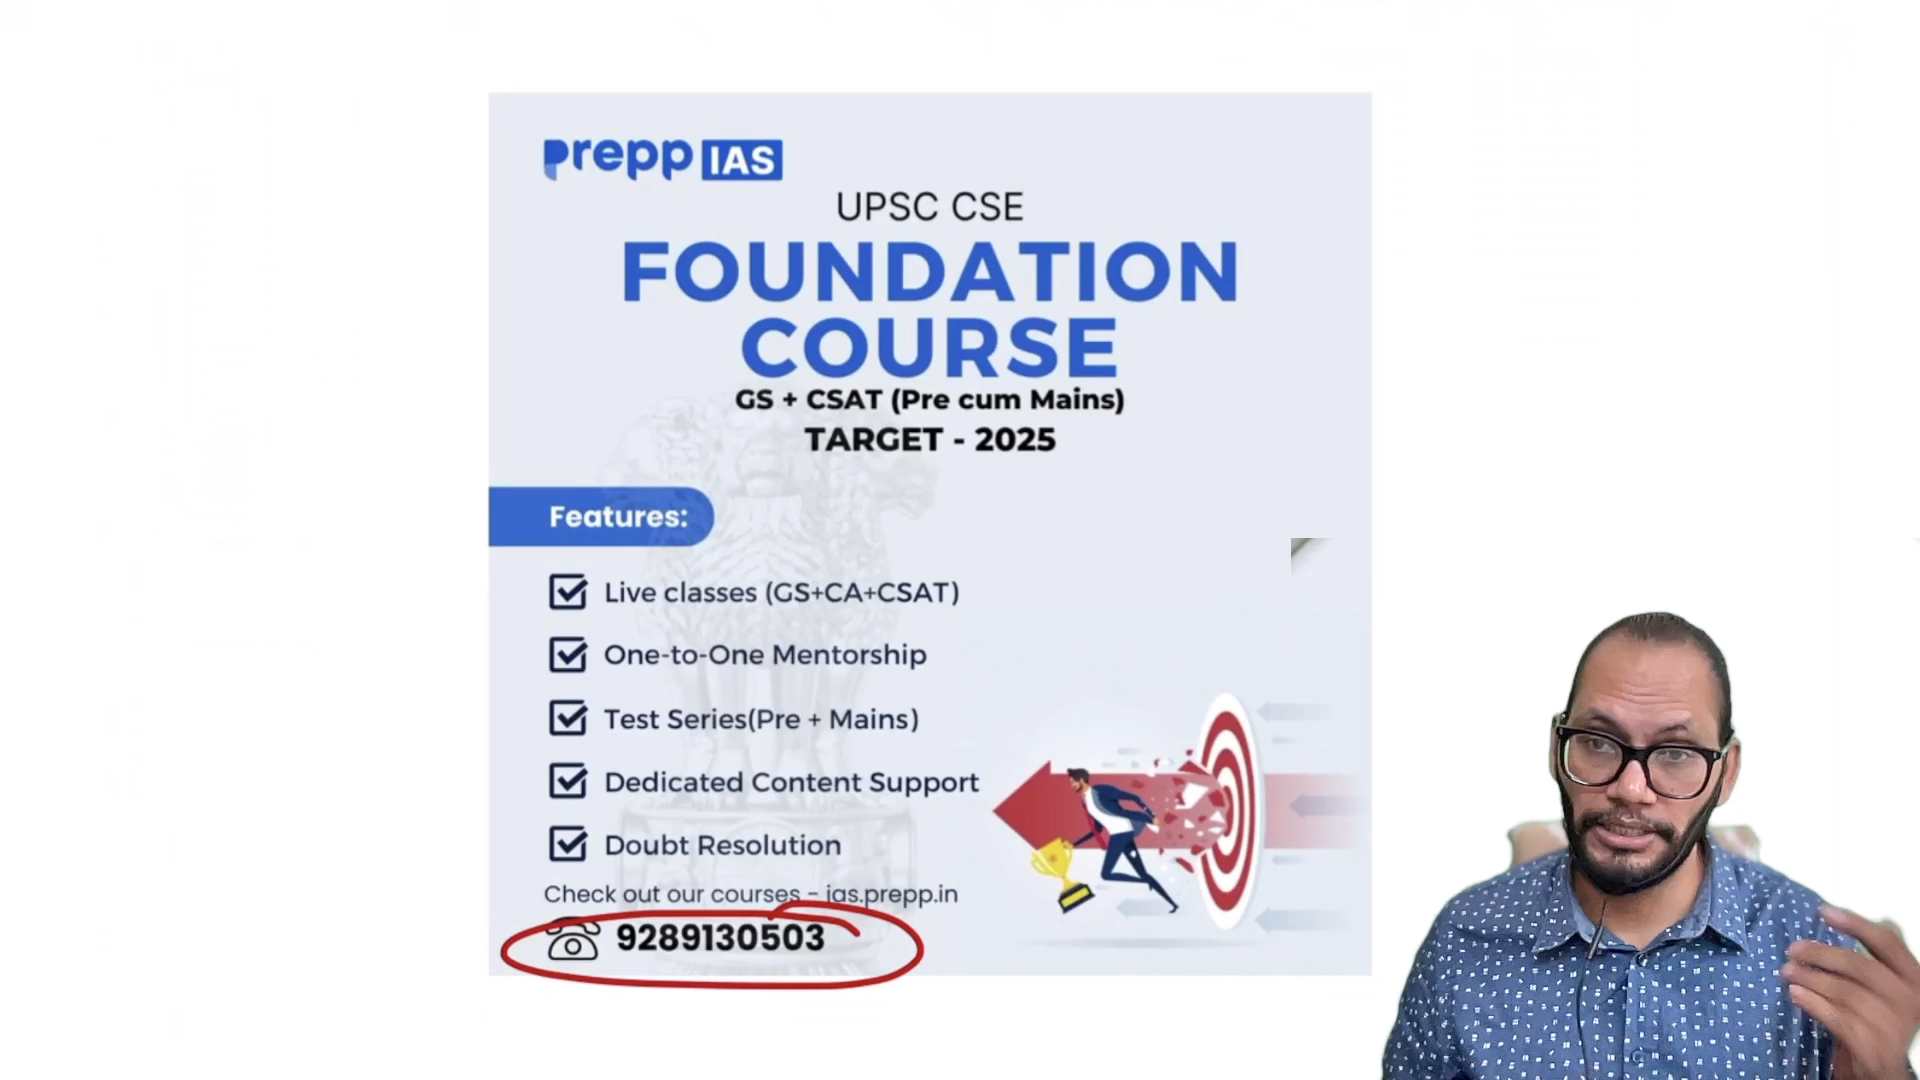 prepp IAS
UPSC CSE
FOUNDATION
COURSE
GS + CSAT (Pre cum Mains)
TARGET - 2025
Features:
Live classes (GS+CA+CSAT)
One-to-One Mentorship
Test Series(Pre + Mains)
Dedicated Content Support
Doubt Resolution
Check out our courses - ias.prepp.in
9289130503